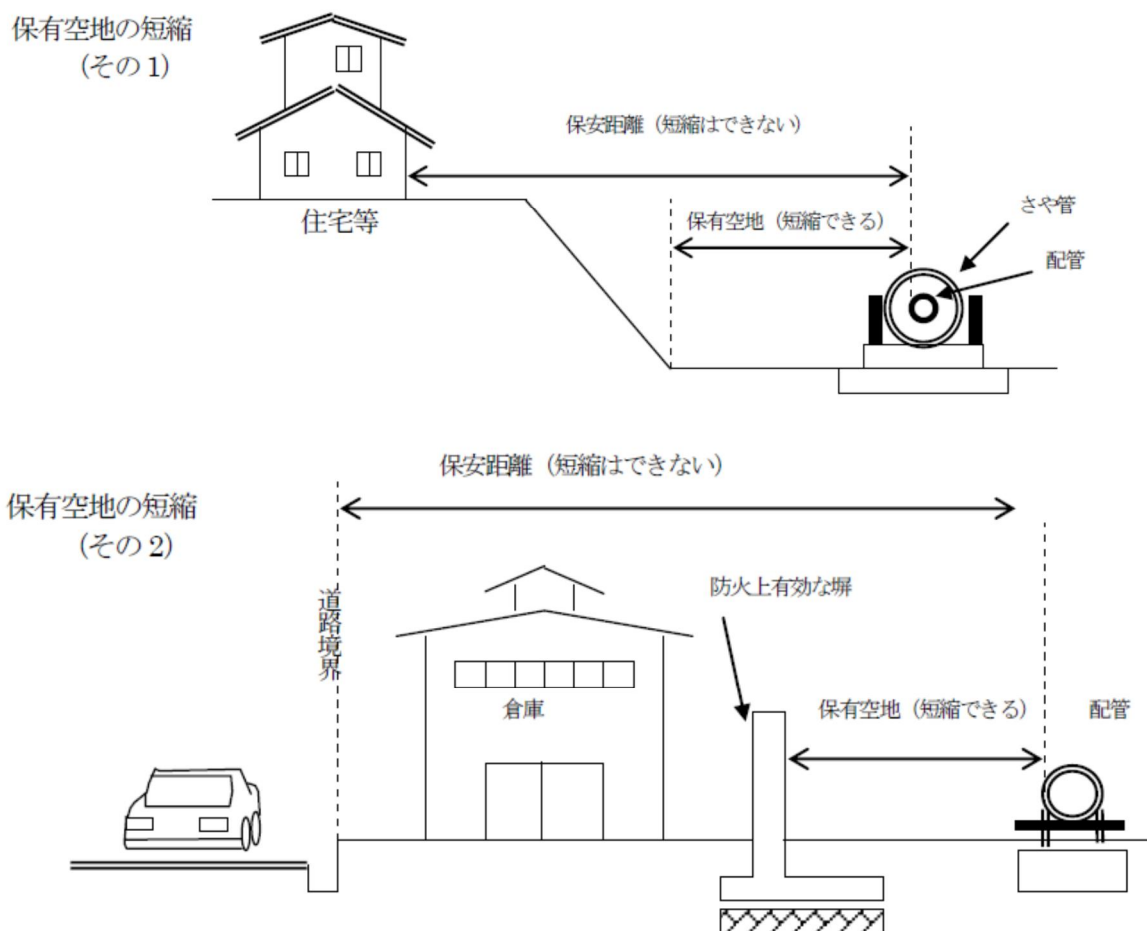 保有空地の短縮
(その 1)
保安距離（短縮はできない）
保有空地（短縮できる）
さや管
配管
住宅等
保安距離（短縮はできない）
保有空地の短縮
(その 2)
道路境界
防火上有効な塀
倉庫
保有空地（短縮できる）
配管